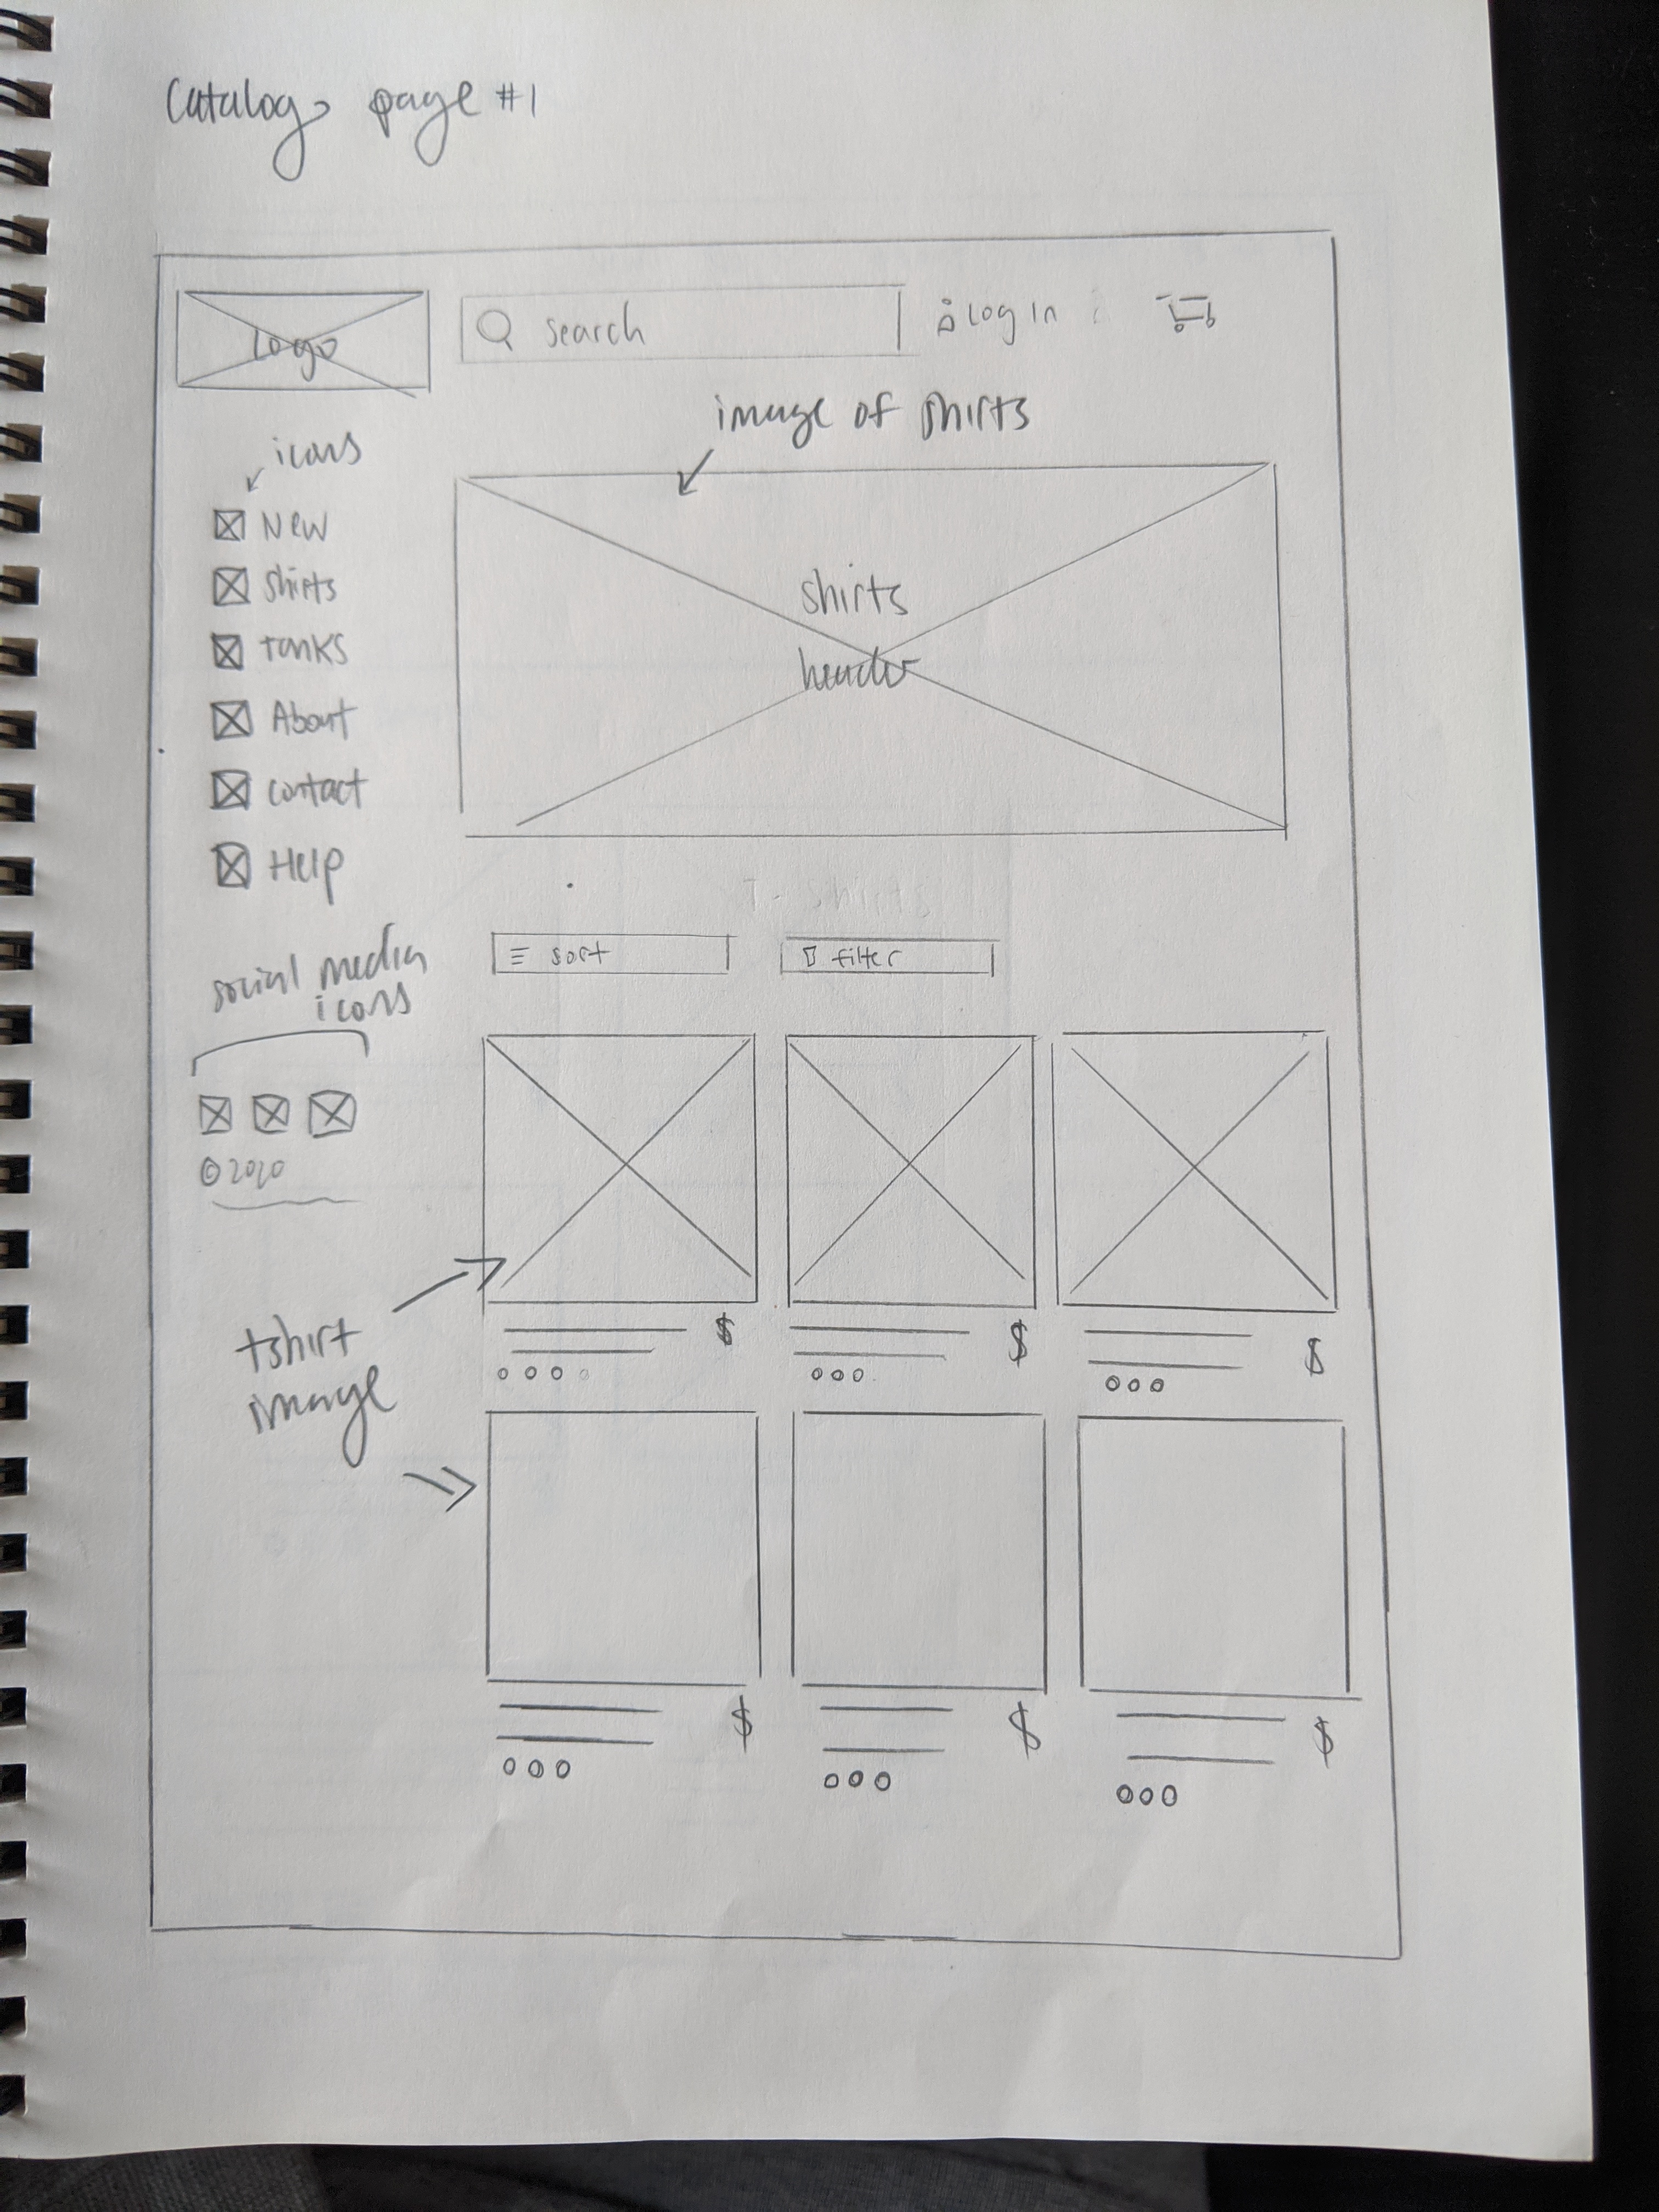 Catalog page #1
Logo
search
Log In
image of shirts
icons
New
shirts
tanks
About
contact
Help
shirts
header
T-Shirts
sort
filter
social media
icons
©2020
tshirt
image
$
$
$
$
$
$